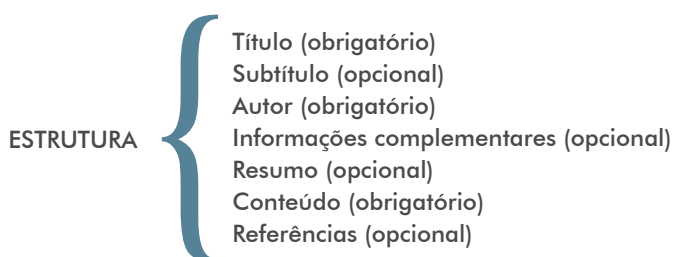 ESTRUTURA
Título (obrigatório)
Subtítulo (opcional)
Autor (obrigatório)
Informações complementares (opcional)
Resumo (opcional)
Conteúdo (obrigatório)
Referências (opcional)